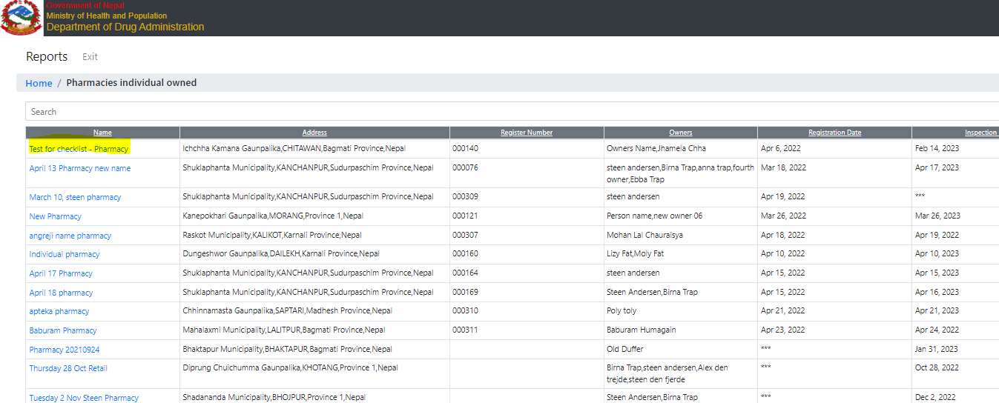 Government of Nepal
Ministry of Health and Population
Department of Drug Administration
Reports Exit
Home / Pharmacies individual owned
Search
Name Address Register Number Owners Registration Date Inspection
Test for checklist - Pharmacy Ichchha Kamana Gaunpalika,CHITAWAN,Bagmati Province,Nepal 000140 Owners Name,Jhamela Chha Apr 6, 2022 Feb 14, 2023
April 13 Pharmacy new name Shuklaphanta Municipality,KANCHANPUR,Sudurpaschim Province,Nepal 000076 steen andersen,Birna Trap,anna trap,fourth Mar 18, 2022 Apr 17, 2023
owner,Ebba Trap
March 10, steen pharmacy Shuklaphanta Municipality,KANCHANPUR,Sudurpaschim Province,Nepal 000309 steen andersen Apr 19, 2022 ***
New Pharmacy Kanepokhari Gaunpalika,MORANG,Province 1,Nepal 000121 Person name,new owner 06 Mar 26, 2022 Mar 26, 2023
angreji name pharmacy Raskot Municipality,KALIKOT,Karnali Province,Nepal 000307 Mohan Lal Chauraisya Apr 18, 2022 Apr 19, 2022
Individual pharmacy Dungeshwor Gaunpalika,DAILEKH,Karnali Province,Nepal 000160 Lizy Fat,Moly Fat Apr 10, 2022 Apr 10, 2023
April 17 Pharmacy Shuklaphanta Municipality,KANCHANPUR,Sudurpaschim Province,Nepal 000164 steen andersen Apr 15, 2022 Apr 15, 2023
April 18 pharmacy Shuklaphanta Municipality,KANCHANPUR,Sudurpaschim Province,Nepal 000169 Steen Andersen,Birna Trap Apr 15, 2022 Apr 16, 2023
apteka pharmacy Chhinnamasta Gaunpalika,SAPTARI,Madhesh Province,Nepal 000310 Poly toly Apr 21, 2022 Apr 21, 2023
Baburam Pharmacy Mahalaxmi Municipality,LALITPUR,Bagmati Province,Nepal 000311 Baburam Humagain Apr 23, 2022 Apr 24, 2022
Pharmacy 20210924 Bhaktapur Municipality,BHAKTAPUR,Bagmati Province,Nepal Old Duffer *** Jan 31, 2023
Thursday 28 Oct Retail Diprung Chuichumma Gaunpalika,KHOTANG,Province 1,Nepal Birna Trap,steen andersen,Alex den *** Oct 28, 2022
trejde,steen den fjerde
Tuesday 2 Nov Steen Pharmacy Shadananda Municipality,BHOJPUR,Province 1,Nepal Steen Andersen,Birna Trap *** Dec 2, 2022